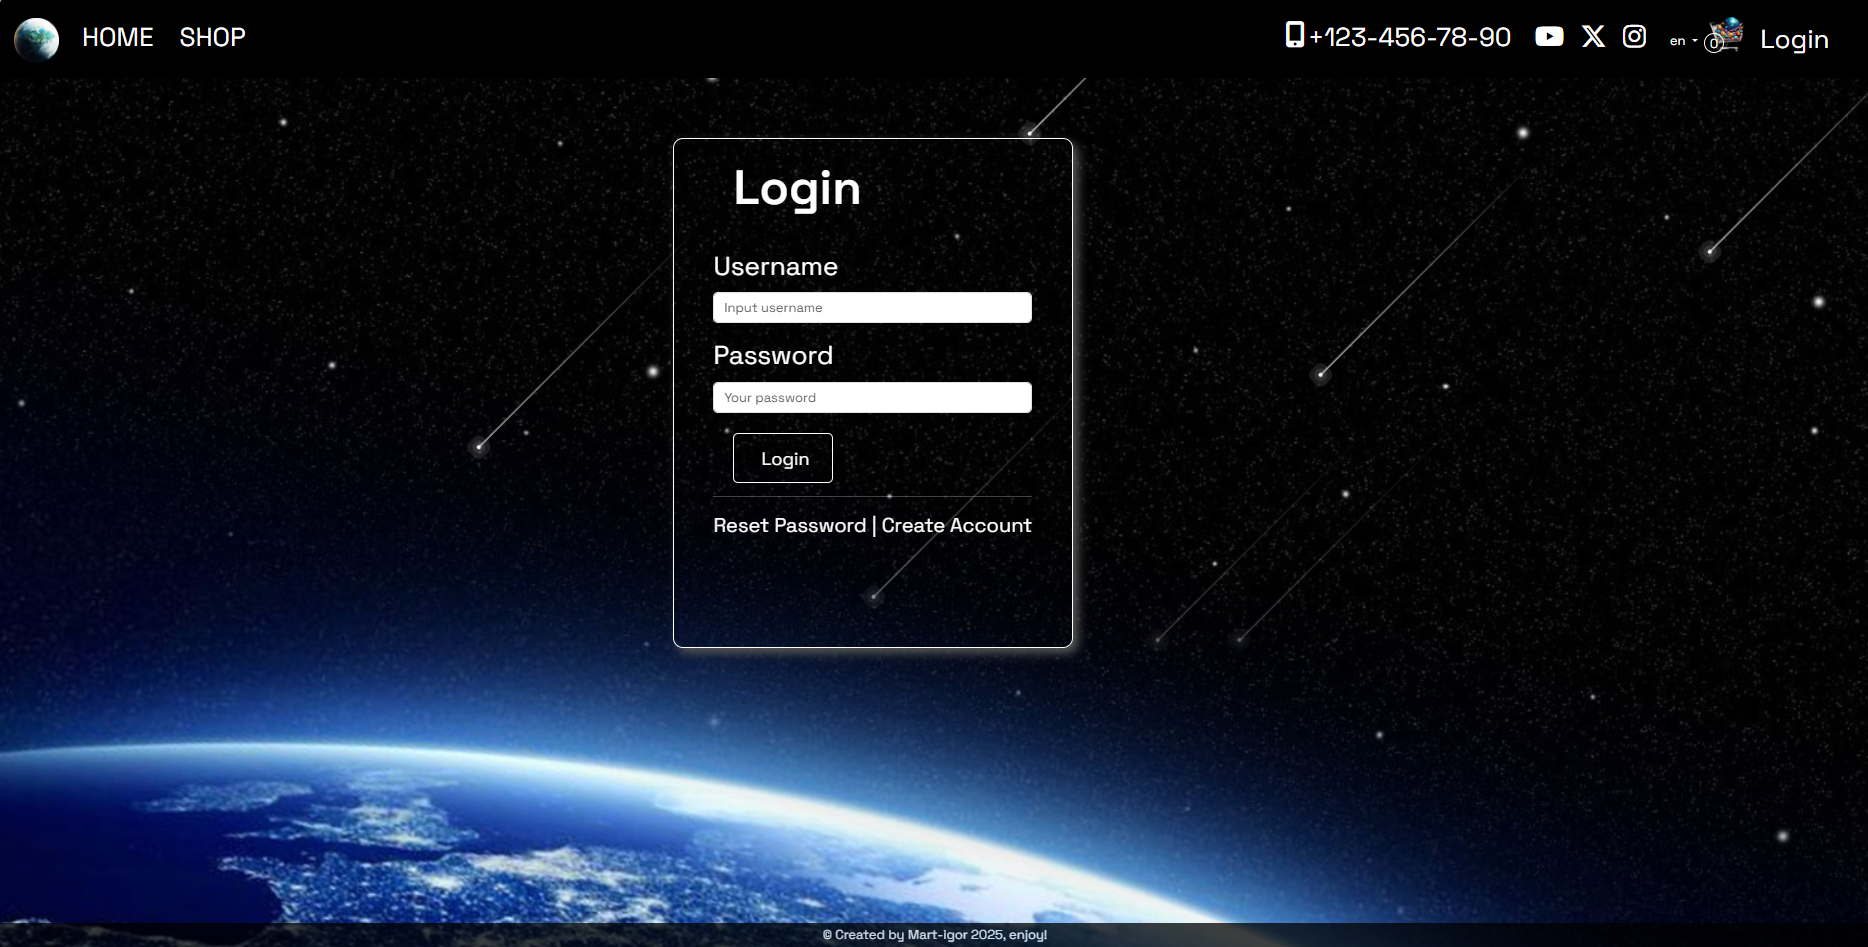 HOME SHOP +123-456-78-90 en 0 Login
Login
Username
Input username
Password
Your password
Login
Reset Password | Create Account
© Created by Mart-igor 2025, enjoy!